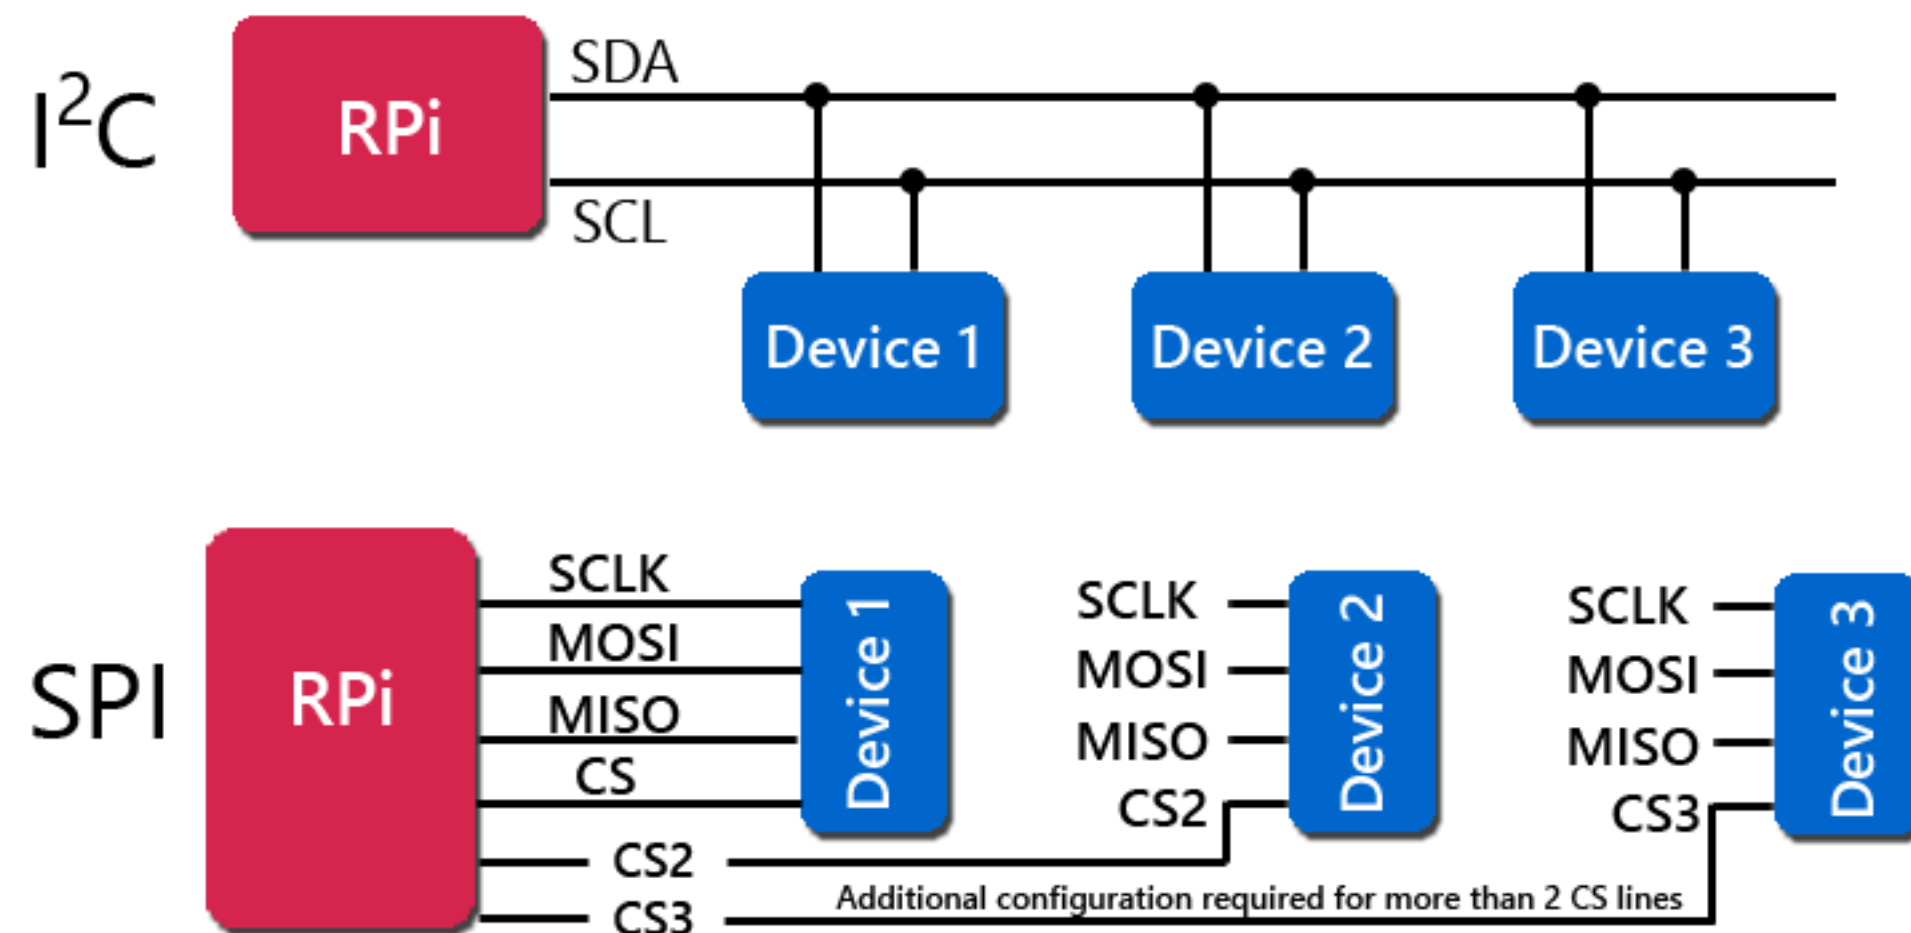 I²C
RPi
SDA
SCL
Device 1
Device 2
Device 3
SPI
RPi
SCLK
MOSI
MISO
CS
CS2
CS3
Device 1
SCLK
MOSI
MISO
CS2
Device 2
SCLK
MOSI
MISO
CS3
Device 3
Additional configuration required for more than 2 CS lines